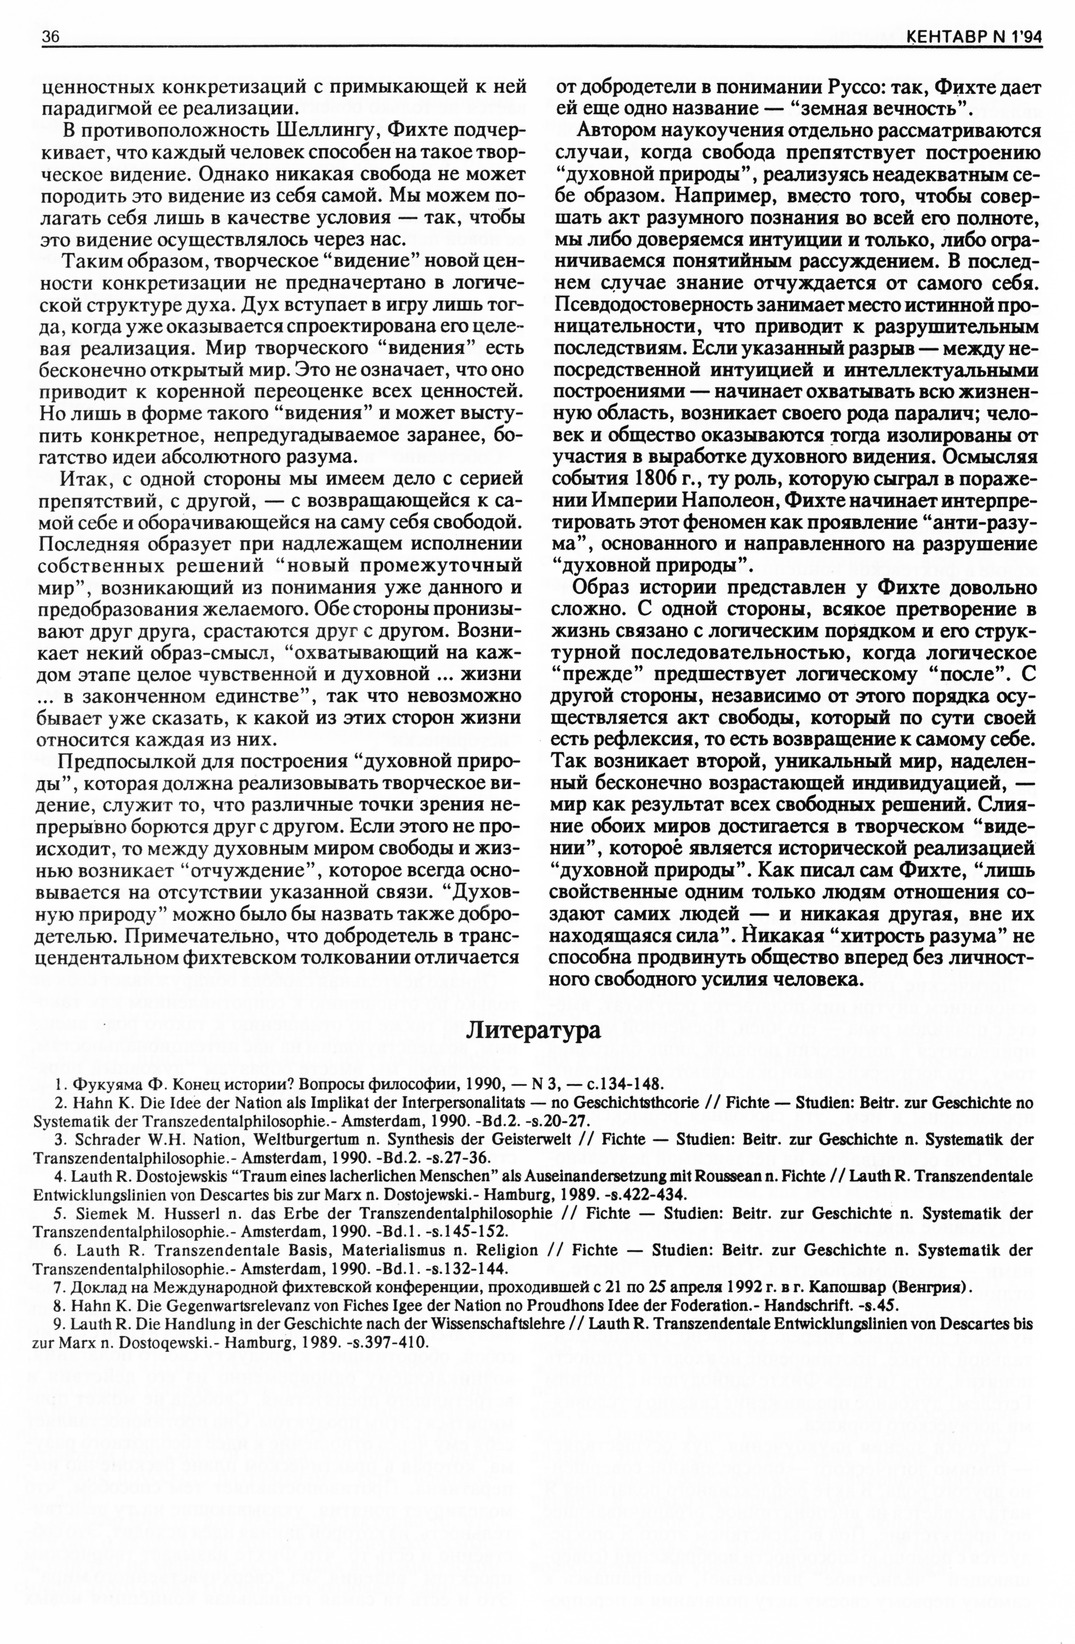 36
КЕНТАВР N 1'94
ценностных конкретизаций с примыкающей к ней
парадигмой ее реализации.
В противоположность Шеллингу, Фихте подчер-
кивает, что каждый человек способен на такое твор-
ческое видение. Однако никакая свобода не может
породить это видение из себя самой. Мы можем по-
лагать себя лишь в качестве условия — так, чтобы
это видение осуществлялось через нас.
Таким образом, творческое “видение” новой цен-
ности конкретизации не предначертано в логиче-
ской структуре духа. Дух вступает в игру лишь тог-
да, когда уже оказывается спроектирована его целе-
вая реализация. Мир творческого “видения” есть
бесконечно открытый мир. Это не означает, что оно
приводит к коренной переоценке всех ценностей.
Но лишь в форме такого “видения” и может высту-
пить конкретное, непредугадываемое заранее, бо-
гатство идеи абсолютного разума.
Итак, с одной стороны мы имеем дело с серией
препятствий, с другой, — с возвращающейся к са-
мой себе и оборачивающейся на саму себя свободой.
Последняя образует при надлежащем исполнении
собственных решений “новый промежуточный
мир”, возникающий из понимания уже данного и
предобразования желаемого. Обе стороны пронизы-
вают друг друга, срастаются друг с другом. Возни-
кает некий образ-смысл, “охватывающий на каж-
дом этапе целое чувственной и духовной ... жизни
... в законченном единстве”, так что невозможно
бывает уже сказать, к какой из этих сторон жизни
относится каждая из них.
Предпосылкой для построения “духовной приро-
ды”, которая должна реализовывать творческое ви-
дение, служит то, что различные точки зрения не-
прерывно борются друг с другом. Если этого не про-
исходит, то между духовным миром свободы и жиз-
нью возникает “отчуждение”, которое всегда осно-
вывается на отсутствии указанной связи. “Духов-
ную природу” можно было бы назвать также добро-
детелью. Примечательно, что добродетель в транс-
цендентальном фихтевском толковании отличается
от добродетели в понимании Руссо: так, Фихте дает
ей еще одно название — “земная вечность”.
Автором наукоучения отдельно рассматриваются
случаи, когда свобода препятствует построению
“духовной природы”, реализуясь неадекватным се-
бе образом. Например, вместо того, чтобы совер-
шать акт разумного познания во всей его полноте,
мы либо доверяемся интуиции и только, либо огра-
ничиваемся понятийным рассуждением. В послед-
нем случае знание отчуждается от самого себя.
Псевдодостоверность занимает место истинной про-
ницательности, что приводит к разрушительным
последствиям. Если указанный разрыв — между не-
посредственной интуицией и интеллектуальными
построениями — начинает охватывать всю жизнен-
ную область, возникает своего рода паралич; чело-
век и общество оказываются тогда изолированы от
участия в выработке духовного видения. Осмысляя
события 1806 г., ту роль, которую сыграл в пораже-
нии Империи Наполеон, Фихте начинает интерпре-
тировать этот феномен как проявление “анти-разу-
ма”, основанного и направленного на разрушение
“духовной природы”.
Образ истории представлен у Фихте довольно
сложно. С одной стороны, всякое претворение в
жизнь связано с логическим порядком и его струк-
турной последовательностью, когда логическое
“прежде” предшествует логическому “после”. С
другой стороны, независимо от этого порядка осу-
ществляется акт свободы, который по сути своей
есть рефлексия, то есть возвращение к самому себе.
Так возникает второй, уникальный мир, наделен-
ный бесконечно возрастающей индивидуацией, —
мир как результат всех свободных решений. Слия-
ние обоих миров достигается в творческом “виде-
нии”, которое является исторической реализацией
“духовной природы”. Как писал сам Фихте, “лишь
свойственные одним только людям отношения со-
здают самих людей — и никакая другая, вне их
находящаяся сила”. Никакая “хитрость разума” не
способна продвинуть общество вперед без личност-
ного свободного усилия человека.
Литература
1. Фукуяма Ф. Конец истории? Вопросы философии, 1990, — N 3, — с.134-148.
2. Hahn K. Die Idee der Nation als Implikat der Interpersonalitats — no Geschichtsthcorie // Fichte — Studien: Beitr. zur Geschichte no
Systematik der Transzedentalphilosophie.- Amsterdam, 1990. -Bd.2. -s.20-27.
3. Schrader W.H. Nation, Weltburgertum n. Synthesis der Geisterwelt // Fichte — Studien: Beitr. zur Geschichte n. Systematik der
Transzendentalphilosophie.- Amsterdam, 1990. -Bd.2. -s.27-36.
4. Lauth R. Dostojewskis “Traum eines lacherlichen Menschen” als Auseinandersetzung mit Roussean n. Fichte // Lauth R. Transzendentale
Entwicklungslinien von Descartes bis zur Marx n. Dostojewski.- Hamburg, 1989. -s.422-434.
5. Siemek M. Husserl n. das Erbe der Transzendentalphilosophie // Fichte — Studien: Beitr. zur Geschichte n. Systematik der
Transzendentalphilosophie.- Amsterdam, 1990. -Bd.1. -s.145-152.
6. Lauth R. Transzendentale Basis, Materialismus n. Religion // Fichte — Studien: Beitr. zur Geschichte n. Systematik der
Transzendentalphilosophie.- Amsterdam, 1990. -Bd.1. -s.132-144.
7. Доклад на Международной фихтевской конференции, проходившей с 21 по 25 апреля 1992 г. в г. Капошвар (Венгрия).
8. Hahn K. Die Gegenwartsrelevanz von Fiches Igee der Nation no Proudhons Idee der Foderation.- Handschrift. -s.45.
9. Lauth R. Die Handlung in der Geschichte nach der Wissenschaftslehre // Lauth R. Transzendentale Entwicklungslinien von Descartes bis
zur Marx n. Dostoqewski.- Hamburg, 1989. -s.397-410.